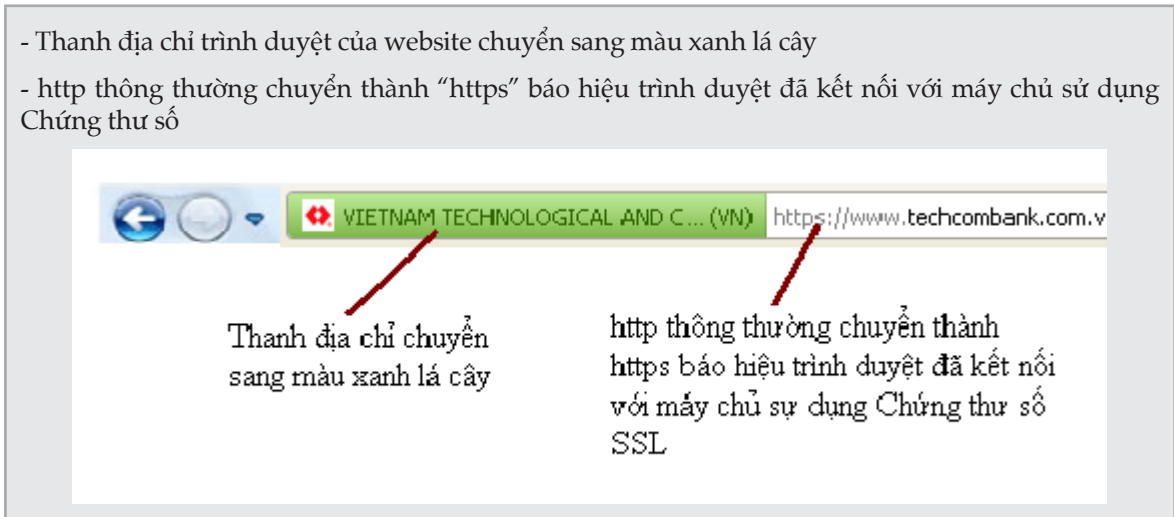 - Thanh địa chỉ trình duyệt của website chuyển sang màu xanh lá cây
- http thông thường chuyển thành “https” báo hiệu trình duyệt đã kết nối với máy chủ sử dụng
Chứng thư số
VIETNAM TECHNOLOGICAL AND C... (VN) https://www.techcombank.com.v
Thanh địa chỉ chuyển
sang màu xanh lá cây
http thông thường chuyển thành
https báo hiệu trình duyệt đã kết nối
với máy chủ sự dụng Chứng thư số
SSL